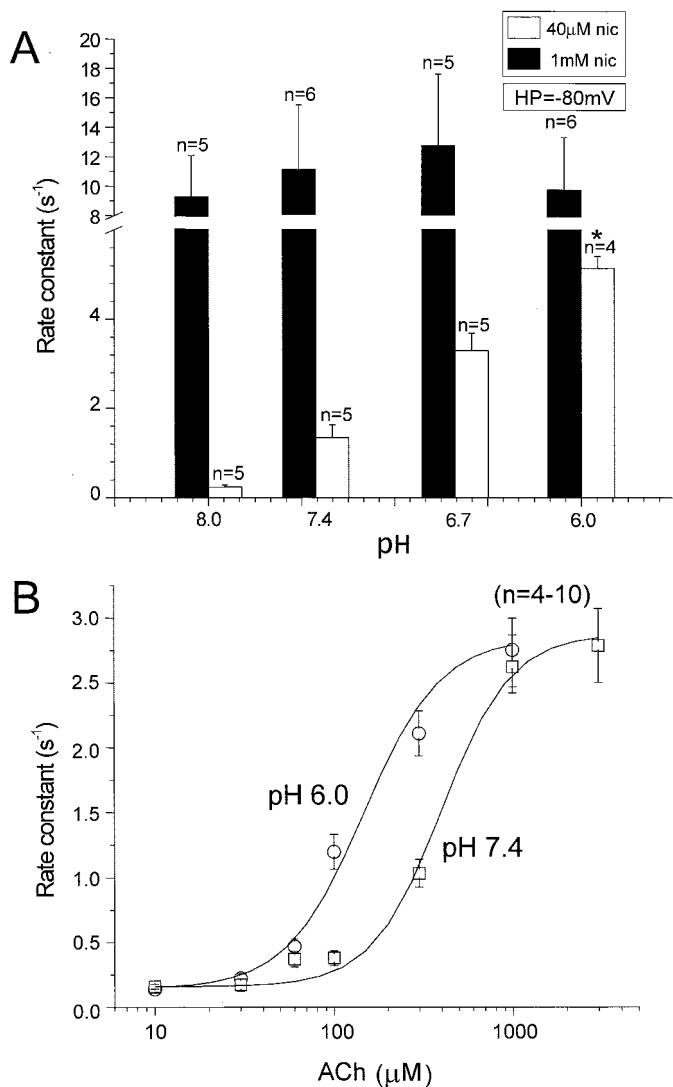 A
40μM nic
1mM nic
HP=-80mV
Rate constant (s-1)
20
18
16
14
12
10
8
4
2
0
n=5
n=6
n=5
n=6
*
n=4
n=5
n=5
n=5
8.0
7.4
6.7
6.0
pH
B
Rate constant (s-1)
3.0
2.5
2.0
1.5
1.0
0.5
0.0
(n=4-10)
pH 6.0
pH 7.4
10
100
1000
ACh (μM)